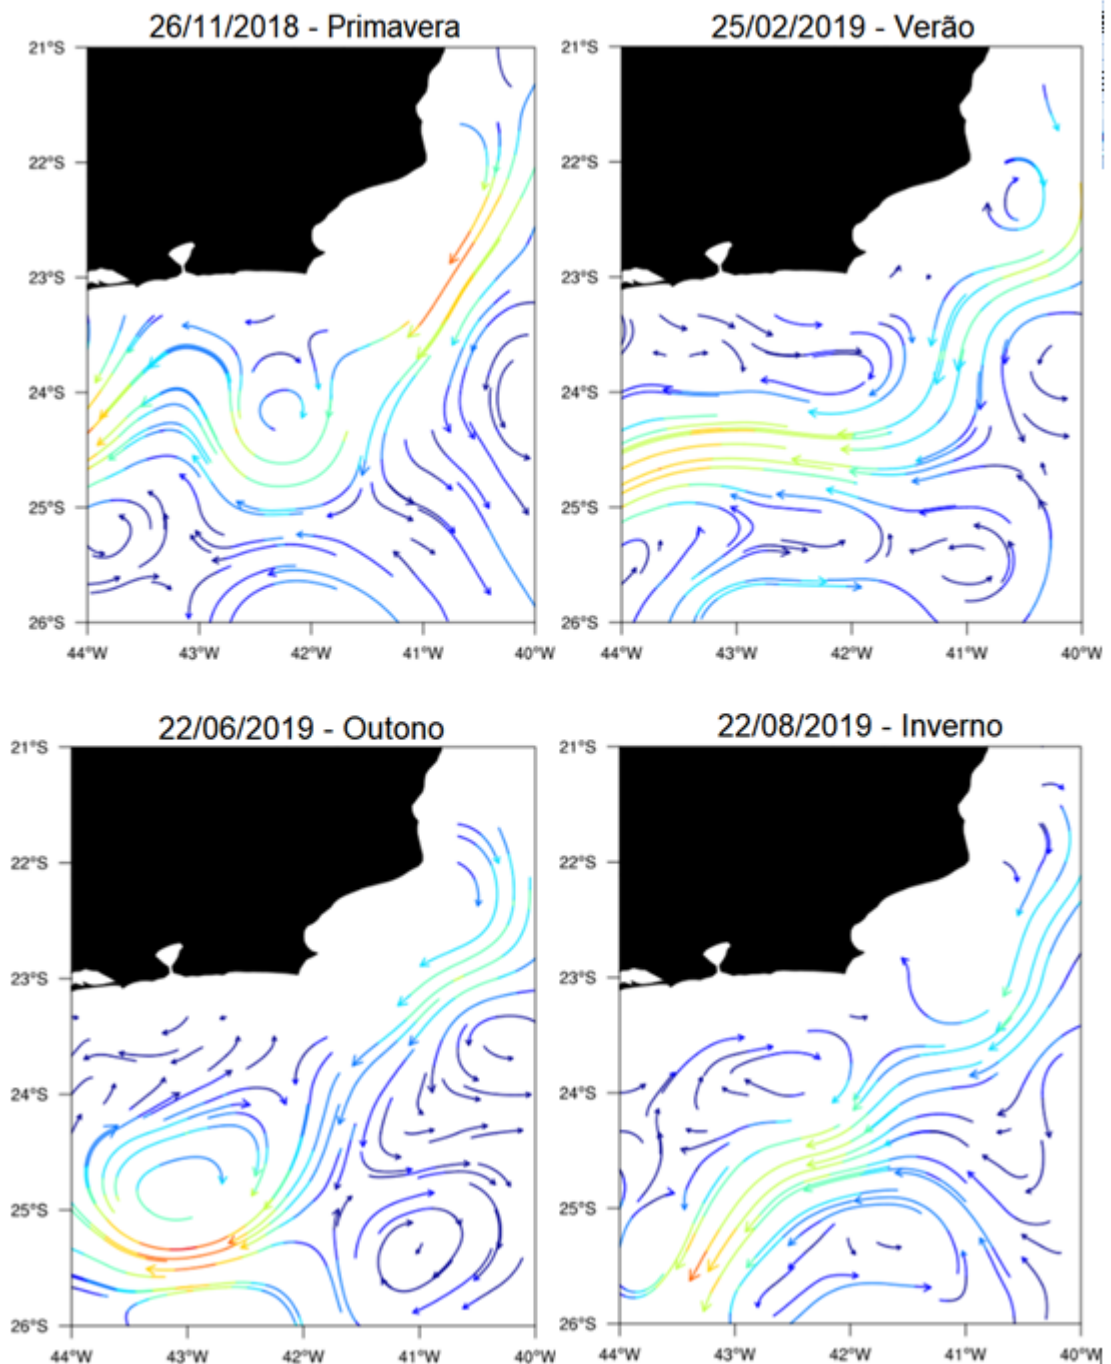 26/11/2018 - Primavera
25/02/2019 - Verão
21°S
22°S
23°S
24°S
25°S
26°S
44°W 43°W 42°W 41°W 40°W
21°S
22°S
23°S
24°S
25°S
26°S
44°W 43°W 42°W 41°W 40°W
22/06/2019 - Outono
22/08/2019 - Inverno
21°S
22°S
23°S
24°S
25°S
26°S
44°W 43°W 42°W 41°W 40°W
21°S
22°S
23°S
24°S
25°S
26°S
44°W 43°W 42°W 41°W 40°W